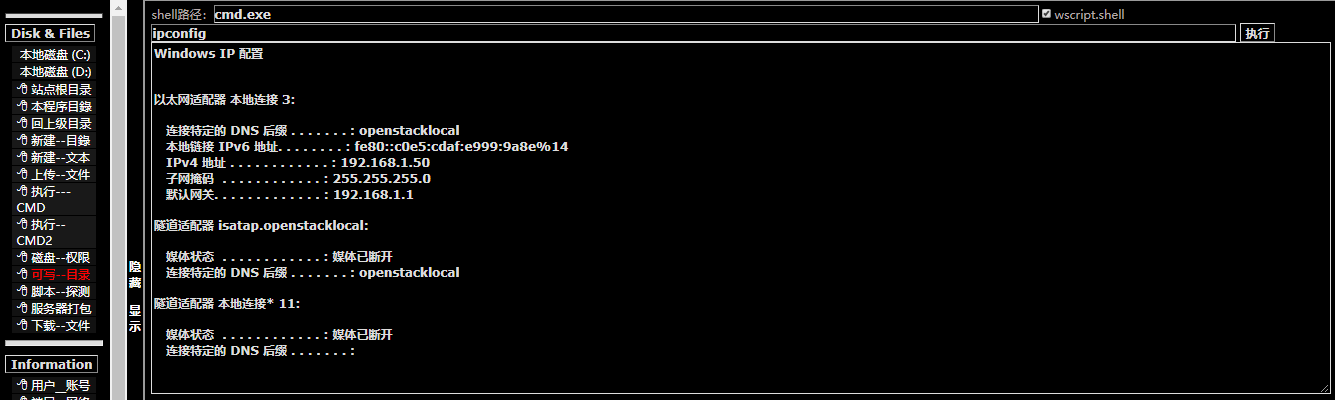 Disk & Files
本地磁盘 (C:)
本地磁盘 (D:)
站点根目录
本程序目錄
回上级目录
新建--目錄
新建--文本
上传--文件
执行---
CMD
执行--
CMD2
磁盘--权限
可写--目录
脚本--探测
服务器打包
下载--文件
Information
用户__账号
隐
藏
显
示
shell路径: cmd.exe wscript.shell
ipconfig 执行
Windows IP 配置
以太网适配器 本地连接 3:
连接特定的 DNS 后缀 . . . . . . . : openstacklocal
本地链接 IPv6 地址. . . . . . . . : fe80::c0e5:cdaf:e999:9a8e%14
IPv4 地址 . . . . . . . . . . . . : 192.168.1.50
子网掩码 . . . . . . . . . . . . : 255.255.255.0
默认网关. . . . . . . . . . . . . : 192.168.1.1
隧道适配器 isatap.openstacklocal:
媒体状态 . . . . . . . . . . . . : 媒体已断开
连接特定的 DNS 后缀 . . . . . . . : openstacklocal
隧道适配器 本地连接* 11:
媒体状态 . . . . . . . . . . . . : 媒体已断开
连接特定的 DNS 后缀 . . . . . . . :